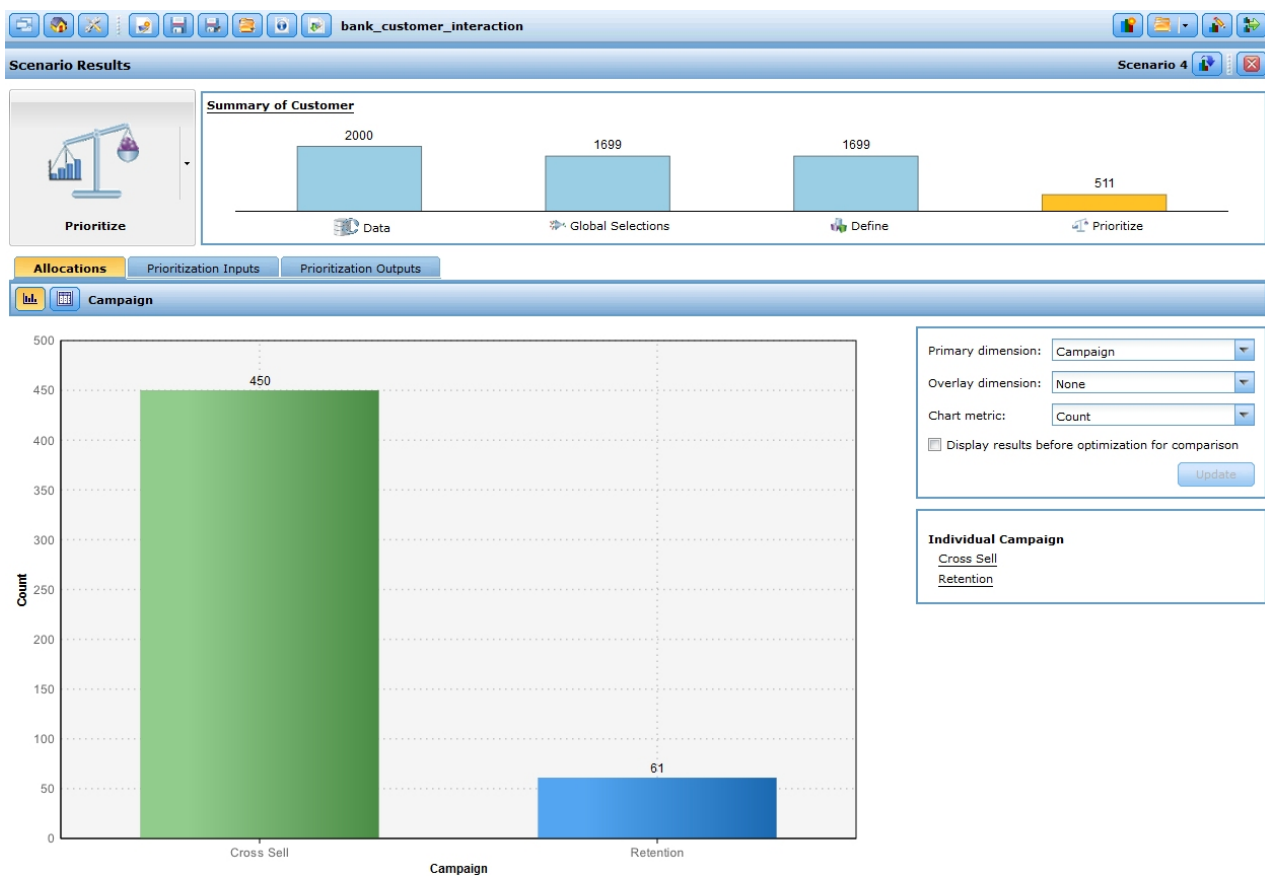 bank_customer_interaction
Scenario Results
Scenario 4
Prioritize
Summary of Customer
2000
1699
1699
511
Data
Global Selections
Define
Prioritize
Allocations
Prioritization Inputs
Prioritization Outputs
Campaign
500
450
400
350
300
250
200
150
100
50
0
Count
450
61
Cross Sell
Retention
Campaign
Primary dimension: Campaign
Overlay dimension: None
Chart metric: Count
Display results before optimization for comparison
Update
Individual Campaign
Cross Sell
Retention